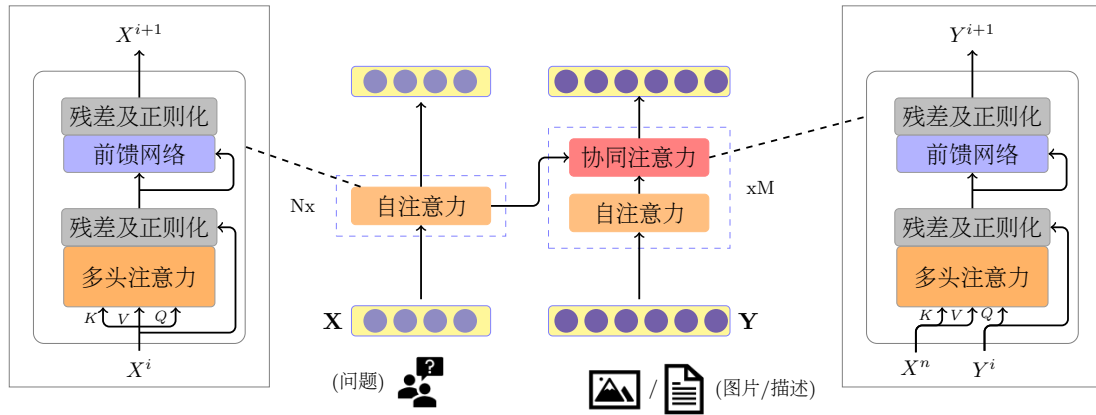 X^{i+1}
残差及正则化
前馈网络
残差及正则化
多头注意力
K V Q
X^i
Nx
自注意力
X
(问题)
?
协同注意力
自注意力
xM
Y
/
(图片/描述)
Y^{i+1}
残差及正则化
前馈网络
残差及正则化
多头注意力
K V Q
X^n Y^i